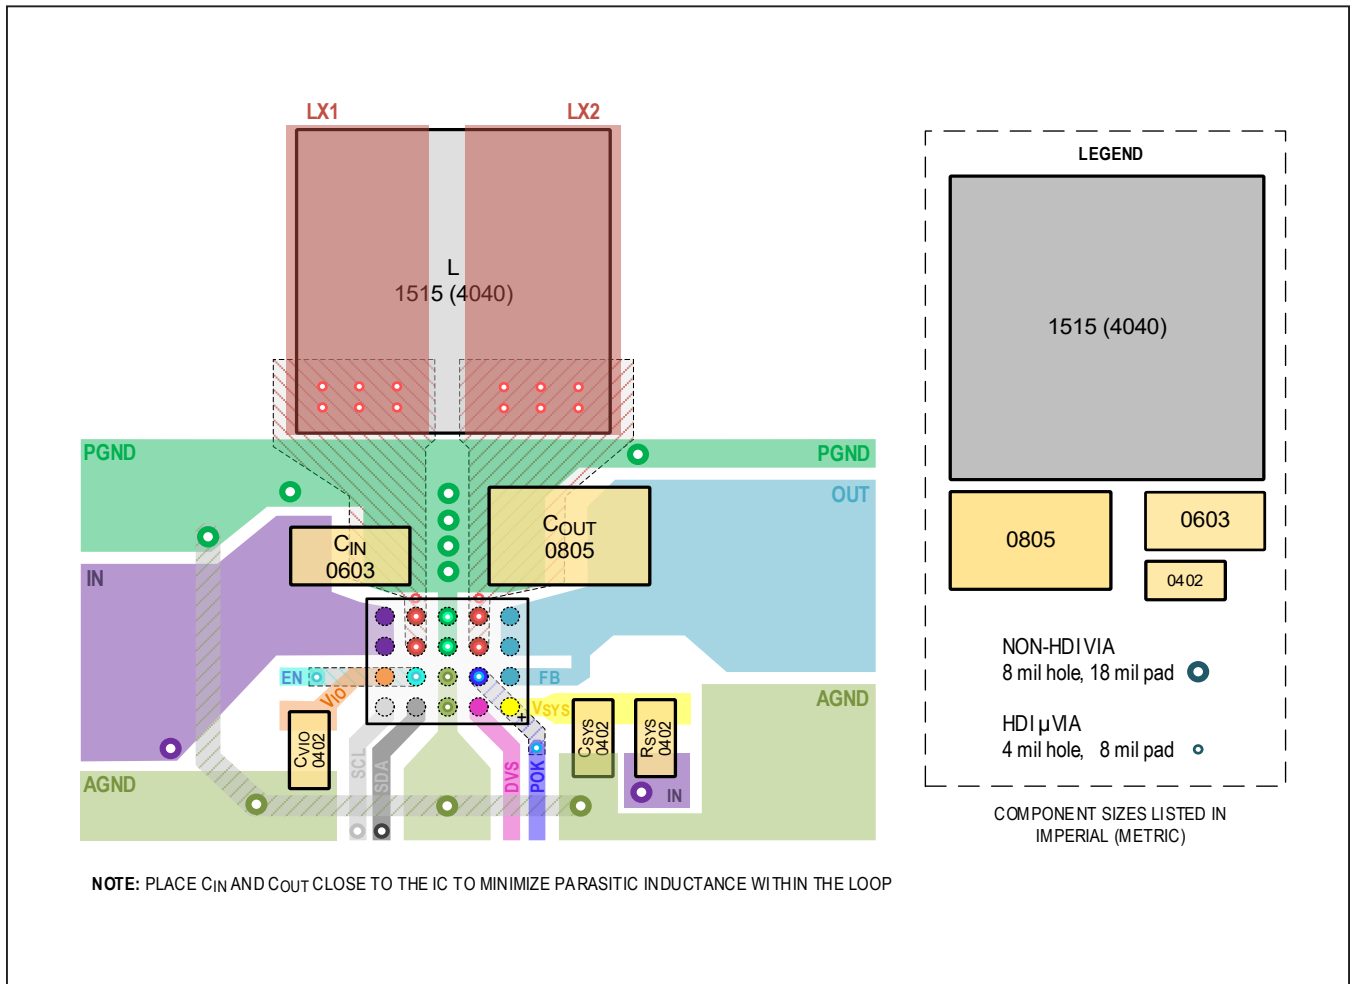 LX1
LX2
L
1515 (4040)
PGND
PGND
OUT
CIN
0603
COUT
0805
IN
EN
VIO
FB
VSYS
AGND
CVIO
0402
SCL
SDA
DVS
POK
CSYS
0402
RSYS
0402
IN
AGND
+
NOTE: PLACE CIN AND COUT CLOSE TO THE IC TO MINIMIZE PARASITIC INDUCTANCE WITHIN THE LOOP
LEGEND
1515 (4040)
0805
0603
0402
NON-HDI VIA
8 mil hole, 18 mil pad
HDI μVIA
4 mil hole, 8 mil pad
COMPONENT SIZES LISTED IN
IMPERIAL (METRIC)